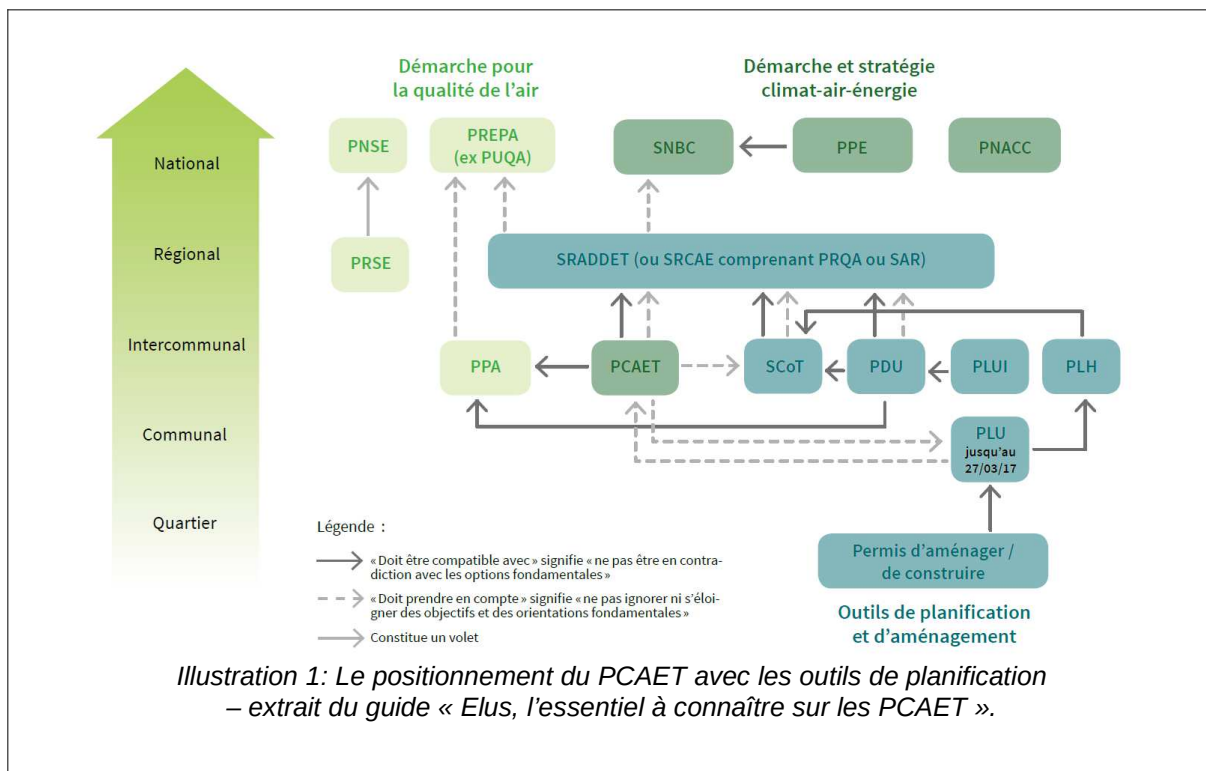 Démarche pour
la qualité de l'air
Démarche et stratégie
climat-air-énergie
National
PNSE
PREPA
(ex PUQA)
SNBC
PPE
PNACC
Régional
PRSE
SRADDET (ou SRCAE comprenant PRQA ou SAR)
Intercommunal
PPA
PCAET
SCoT
PDU
PLUI
PLH
Communal
PLU
jusqu'au
27/03/17
Quartier
Permis d'aménager /
de construire
Outils de planification
et d'aménagement
Légende :
« Doit être compatible avec » signifie « ne pas être en contra-
diction avec les options fondamentales »
« Doit prendre en compte » signifie « ne pas ignorer ni s'éloi-
gner des objectifs et des orientations fondamentales »
Constitue un volet
Illustration 1: Le positionnement du PCAET avec les outils de planification
– extrait du guide « Elus, l'essentiel à connaître sur les PCAET ».